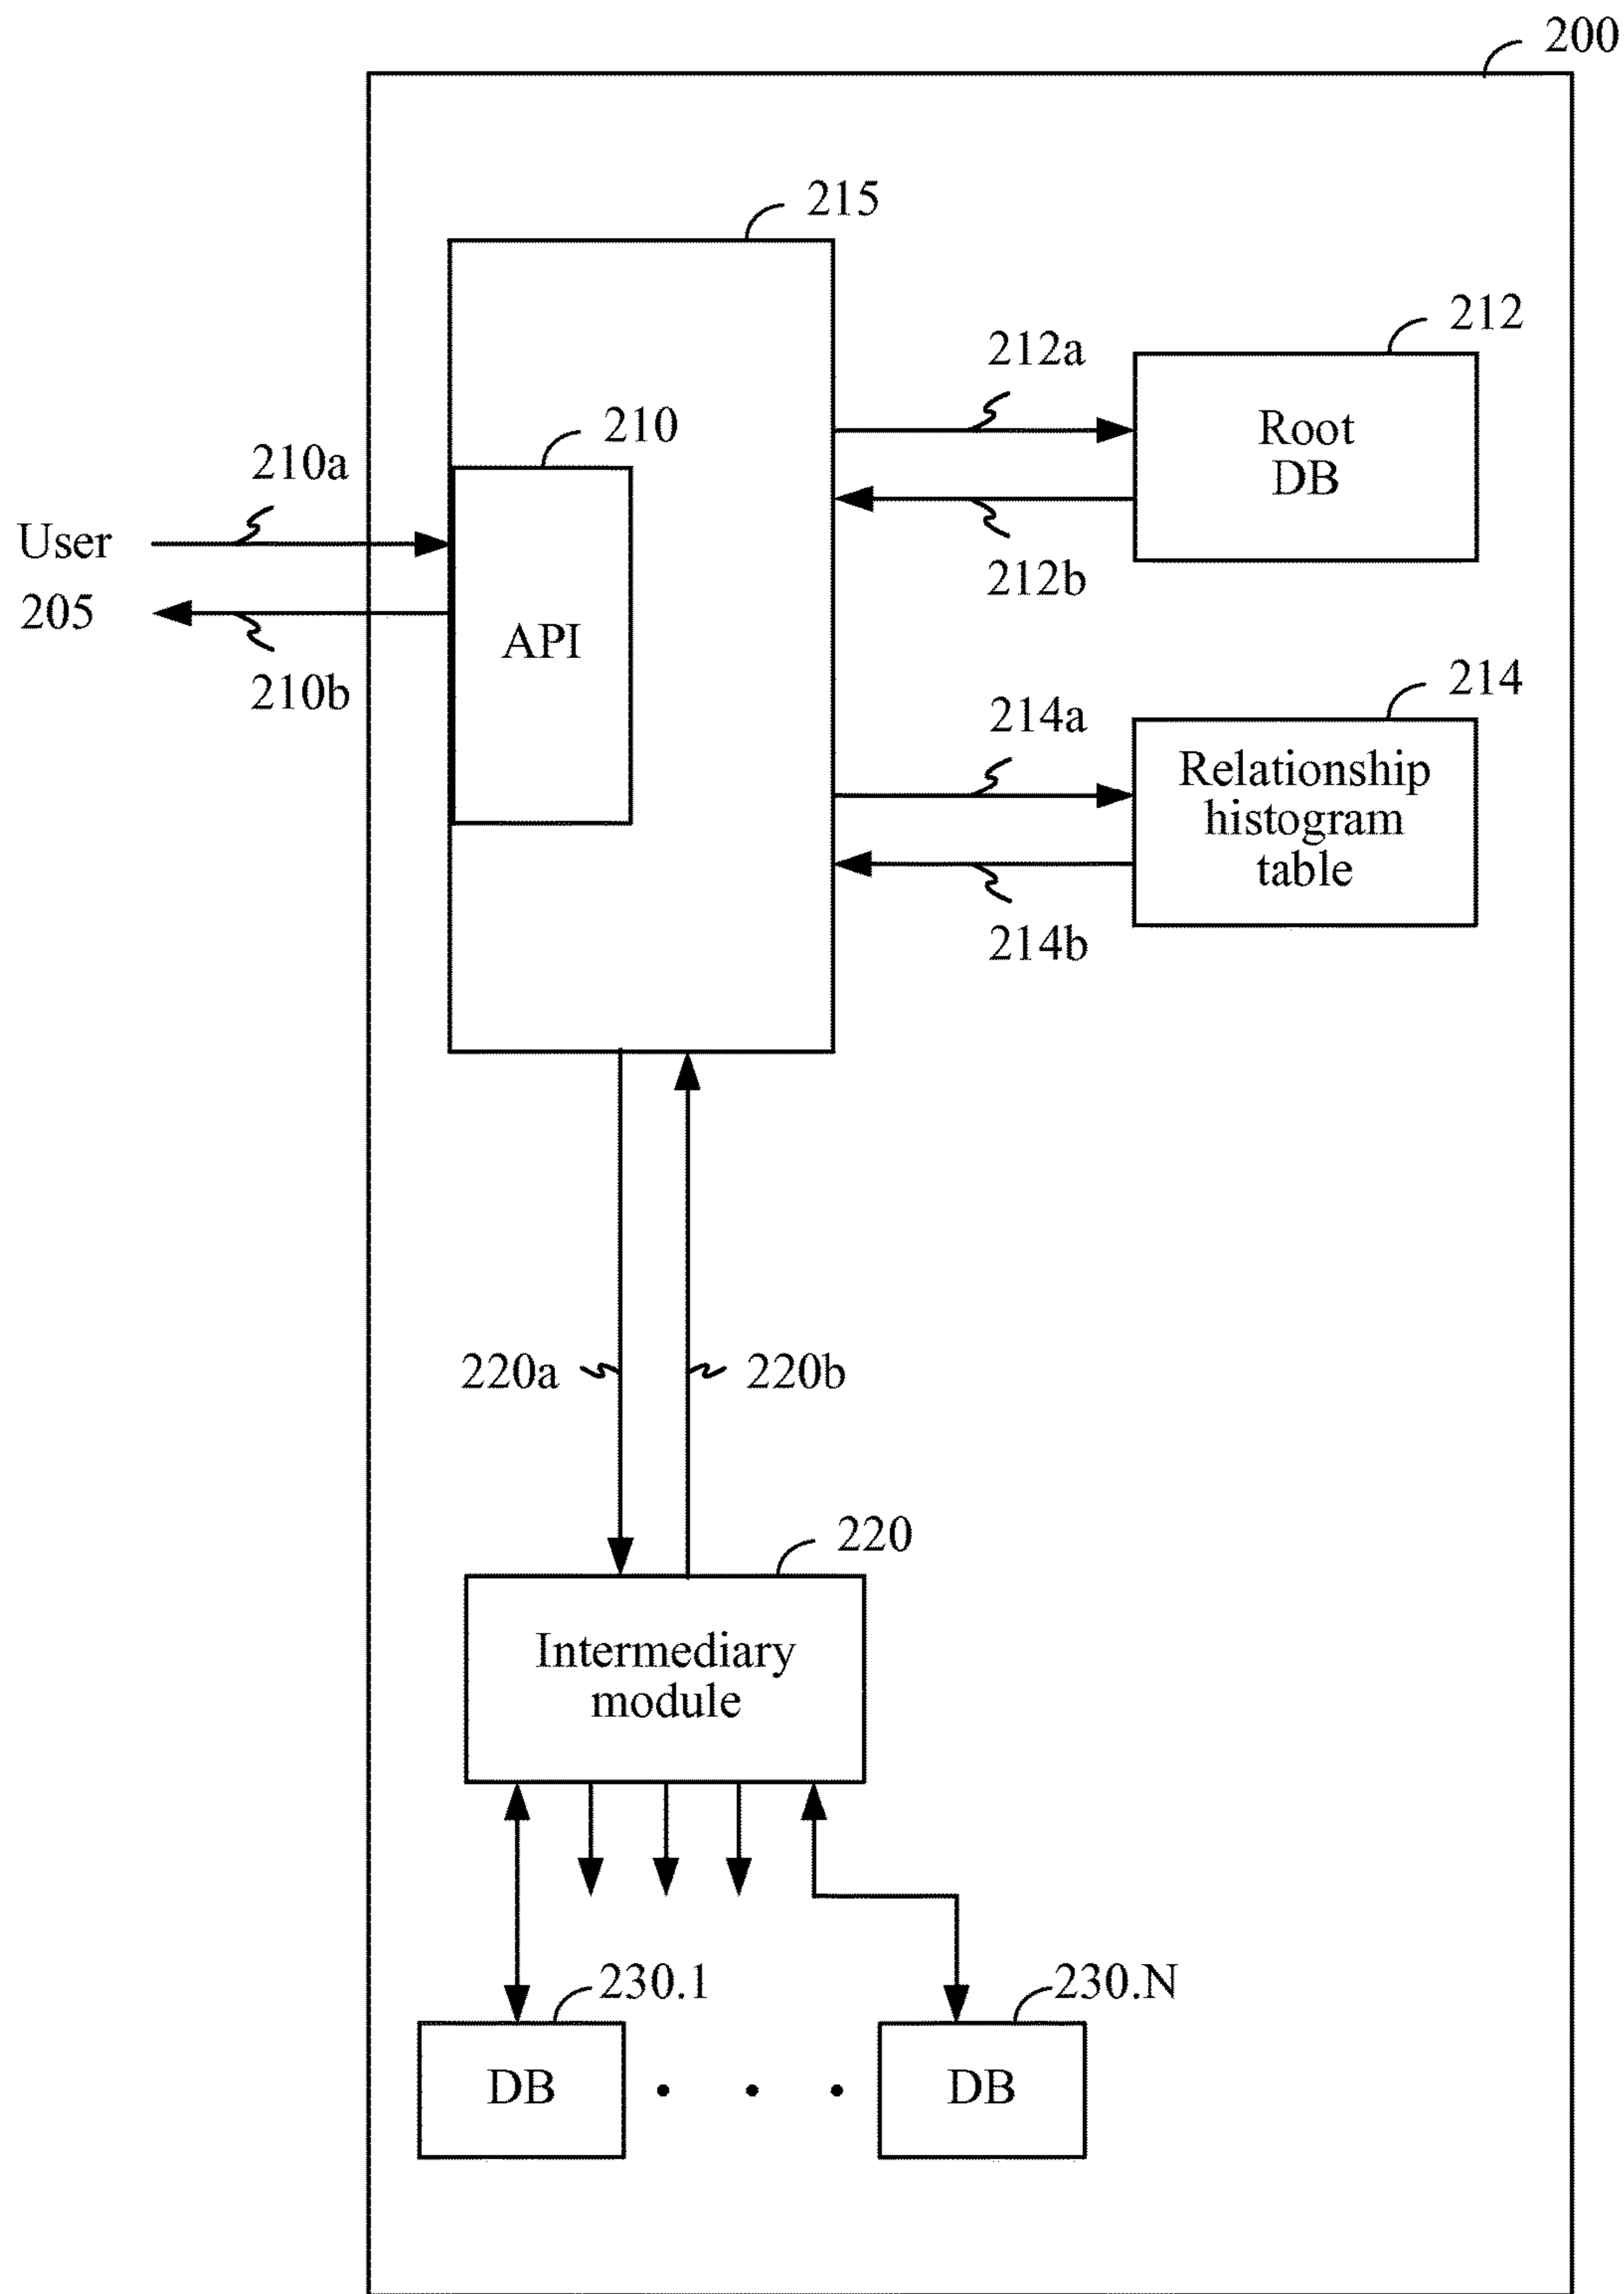 200
215
212
212a
Root
DB
210
210a
User
212b
205
API
210b
214
214a
Relationship
histogram
table
214b
220a
220b
220
Intermediary
module
230.1
230.N
DB
. . .
DB